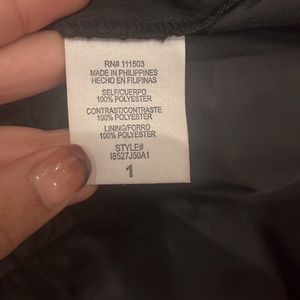 RN# 111503
MADE IN PHILIPPINES
HECHO EN FILIPINAS
SELF/CUERPO
100% POLYESTER
CONTRAST/CONTRASTE
100% POLYESTER
LINING/FORRO
100% POLYESTER
STYLE#
I8527J50A1
1